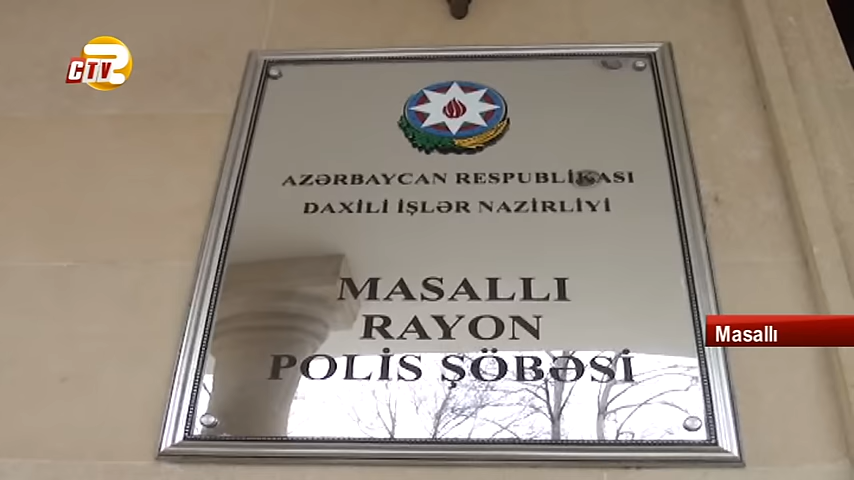 CTV
AZƏRBAYCAN RESPUBLİKASI
DAXİLİ İŞLƏR NAZİRLİYİ
MASALLI
RAYON
POLİS ŞÖBƏSİ
Masallı